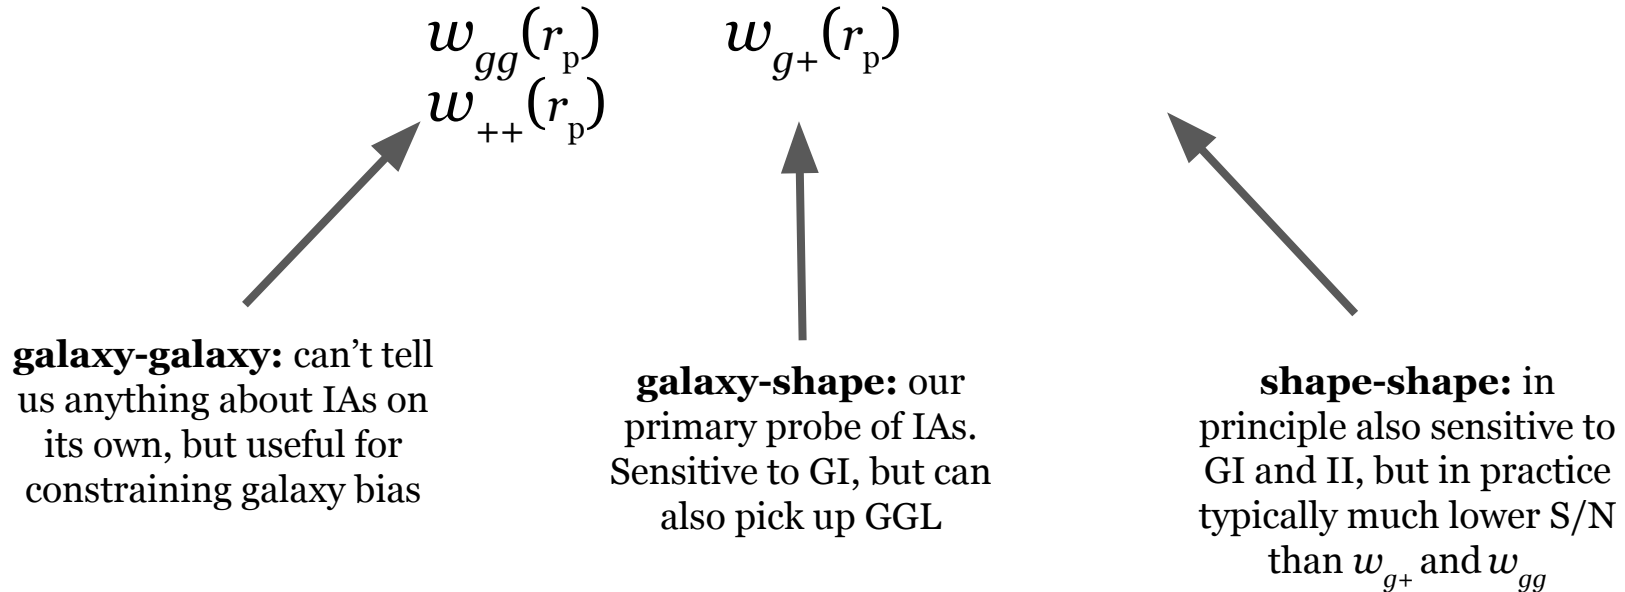 w_gg(r_p) w_g+(r_p)
w_++(r_p)
galaxy-galaxy: can't tell
us anything about IAs on
its own, but useful for
constraining galaxy bias
galaxy-shape: our
primary probe of IAs.
Sensitive to GI, but can
also pick up GGL
shape-shape: in
principle also sensitive to
GI and II, but in practice
typically much lower S/N
than w_g+ and w_gg